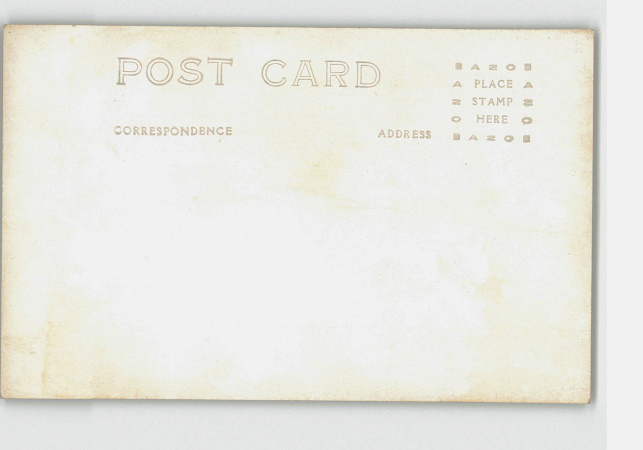 POST CARD
CORRESPONDENCE
ADDRESS
AZO
A PLACE A
Z STAMP Z
O HERE O
AZO